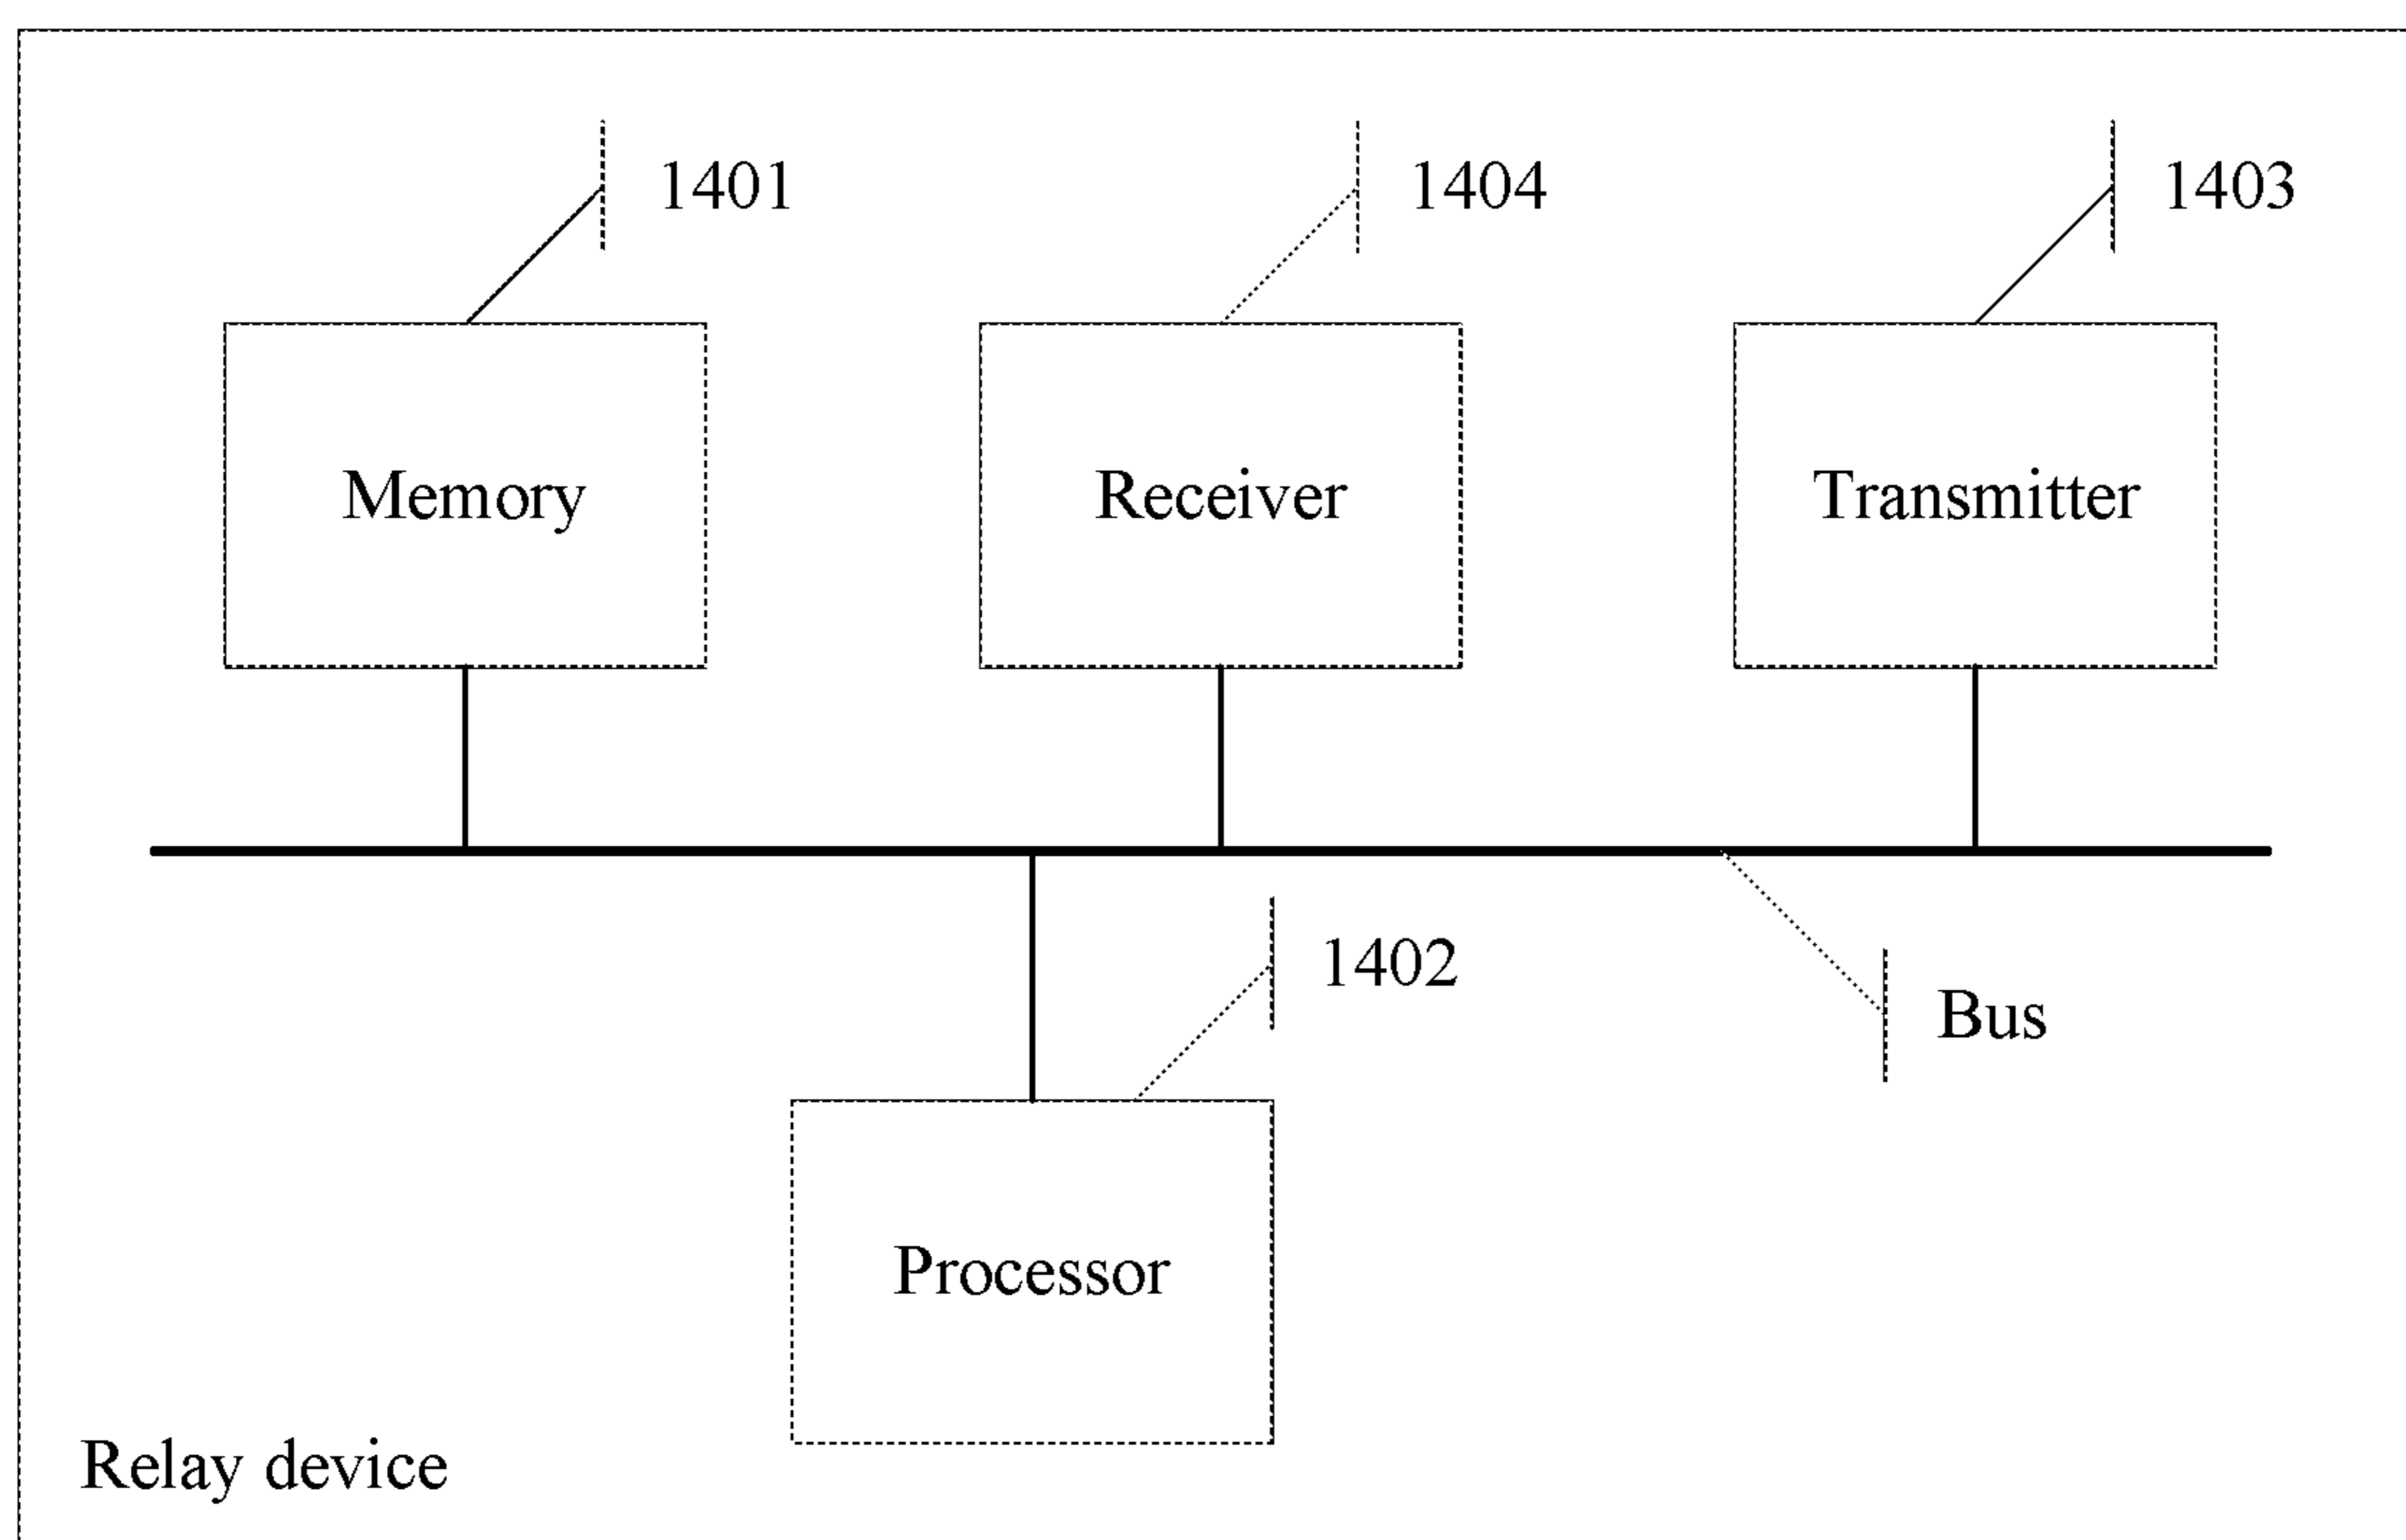 1401
1404
1403
Memory
Receiver
Transmitter
1402
Bus
Processor
Relay device